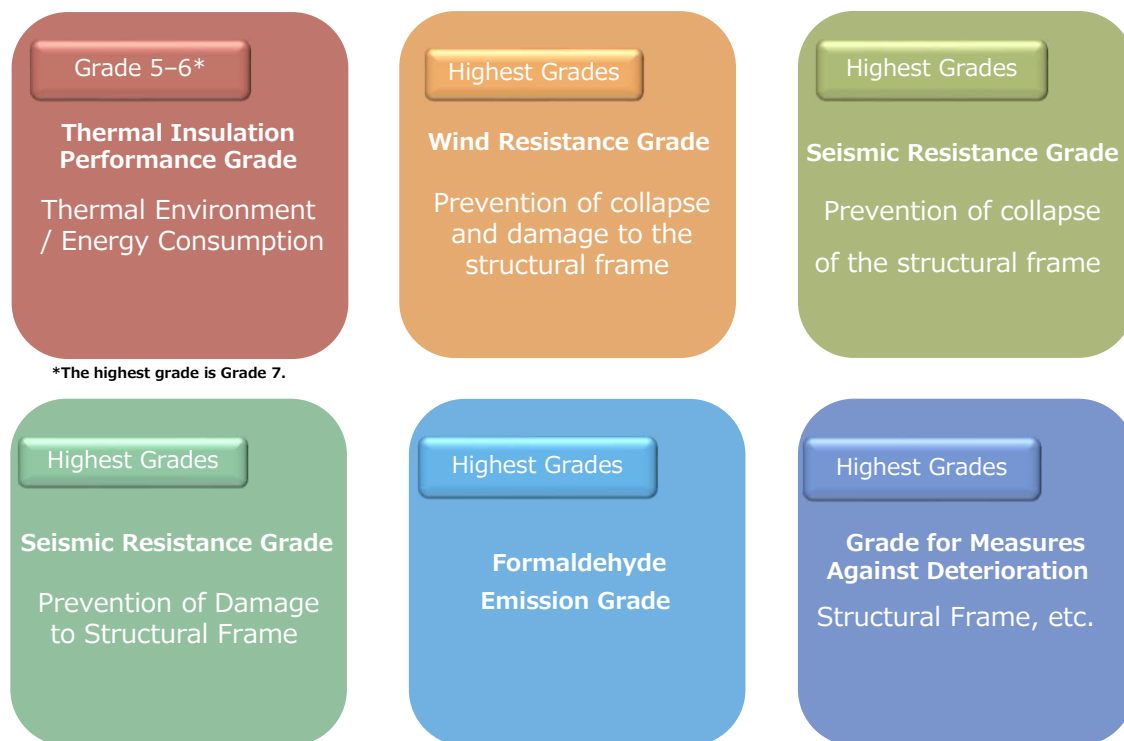 Grade 5–6*
Thermal Insulation
Performance Grade
Thermal Environment
/ Energy Consumption
*The highest grade is Grade 7.
Highest Grades
Wind Resistance Grade
Prevention of collapse
and damage to the
structural frame
Highest Grades
Seismic Resistance Grade
Prevention of collapse
of the structural frame
Highest Grades
Seismic Resistance Grade
Prevention of Damage
to Structural Frame
Highest Grades
Formaldehyde
Emission Grade
Highest Grades
Grade for Measures
Against Deterioration
Structural Frame, etc.